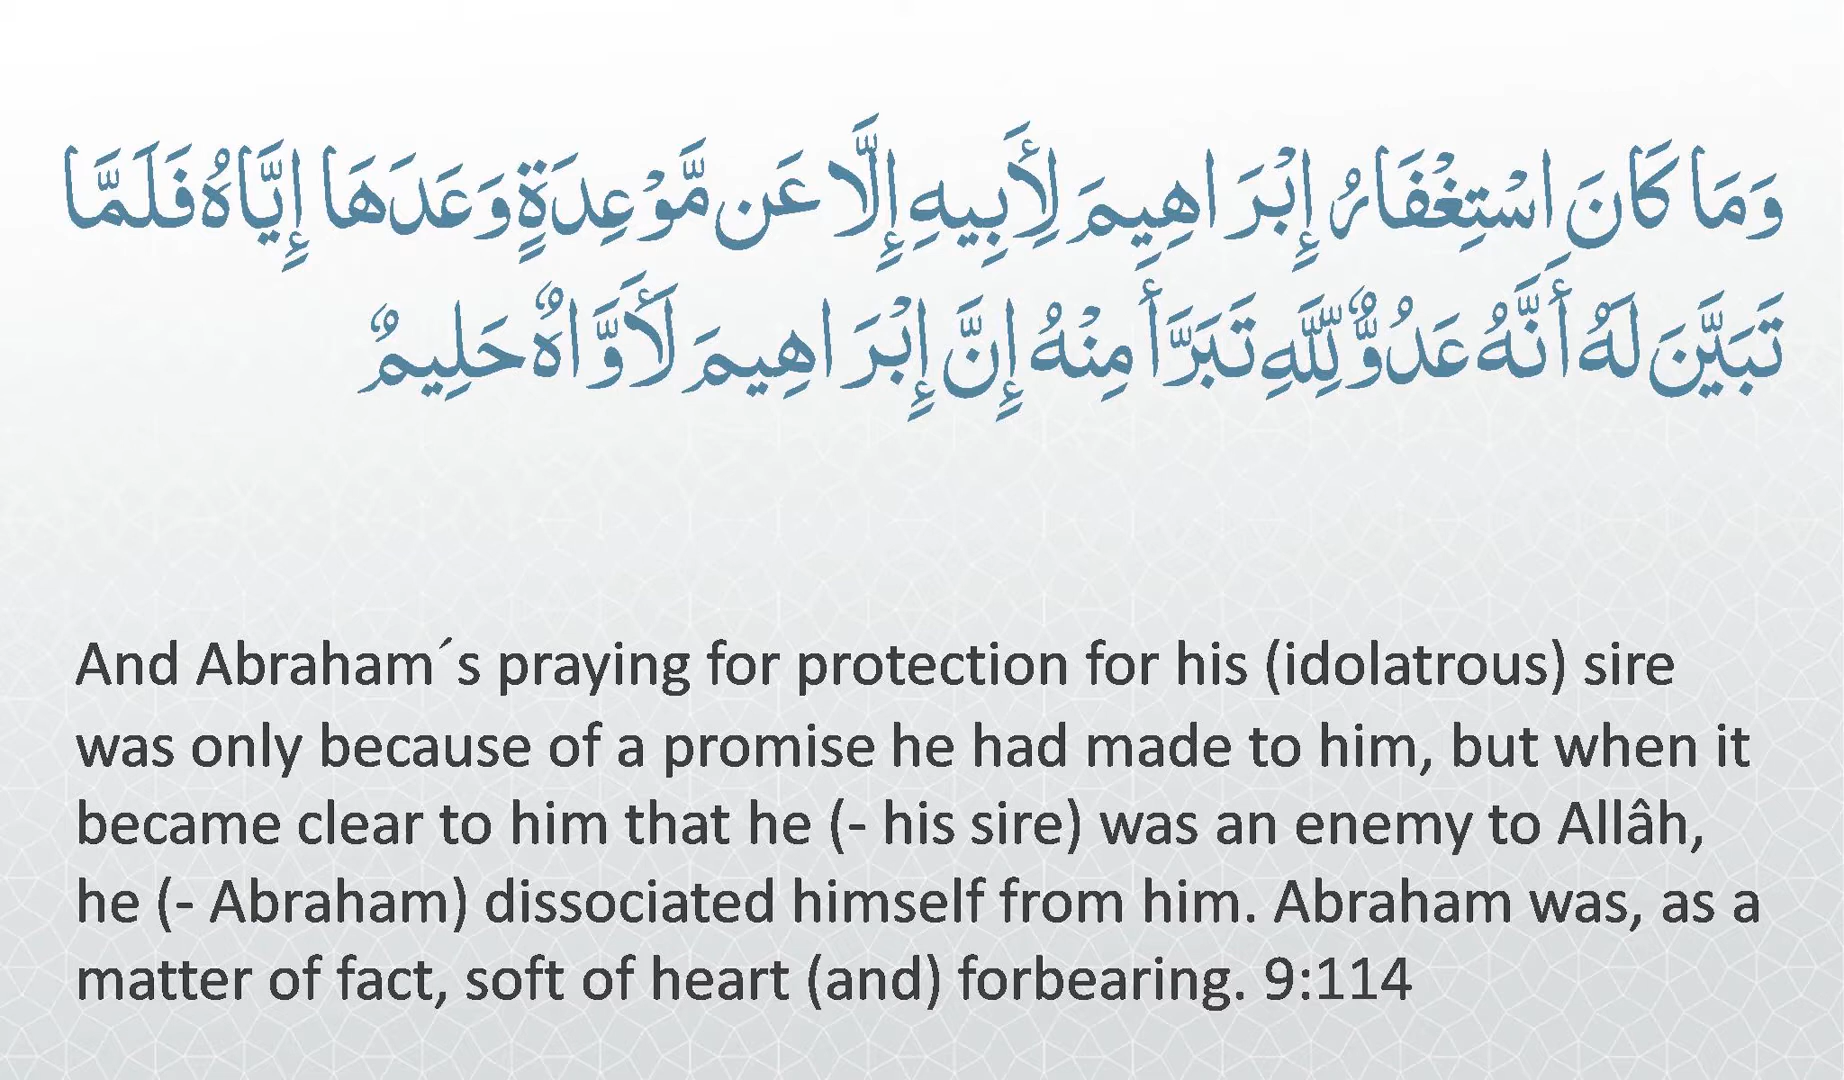 وَمَا كَانَ اسْتِغْفَارُ إِبْرَاهِيمَ لِأَبِيهِ إِلَّا عَن مَّوْعِدَةٍ وَعَدَهَا إِيَّاهُ فَلَمَّا
تَبَيَّنَ لَهُ أَنَّهُ عَدُوٌّ لِّلَّهِ تَبَرَّأَ مِنْهُ إِنَّ إِبْرَاهِيمَ لَأَوَّاهٌ حَلِيمٌ
And Abraham´s praying for protection for his (idolatrous) sire
was only because of a promise he had made to him, but when it
became clear to him that he (- his sire) was an enemy to Allâh,
he (- Abraham) dissociated himself from him. Abraham was, as a
matter of fact, soft of heart (and) forbearing. 9:114